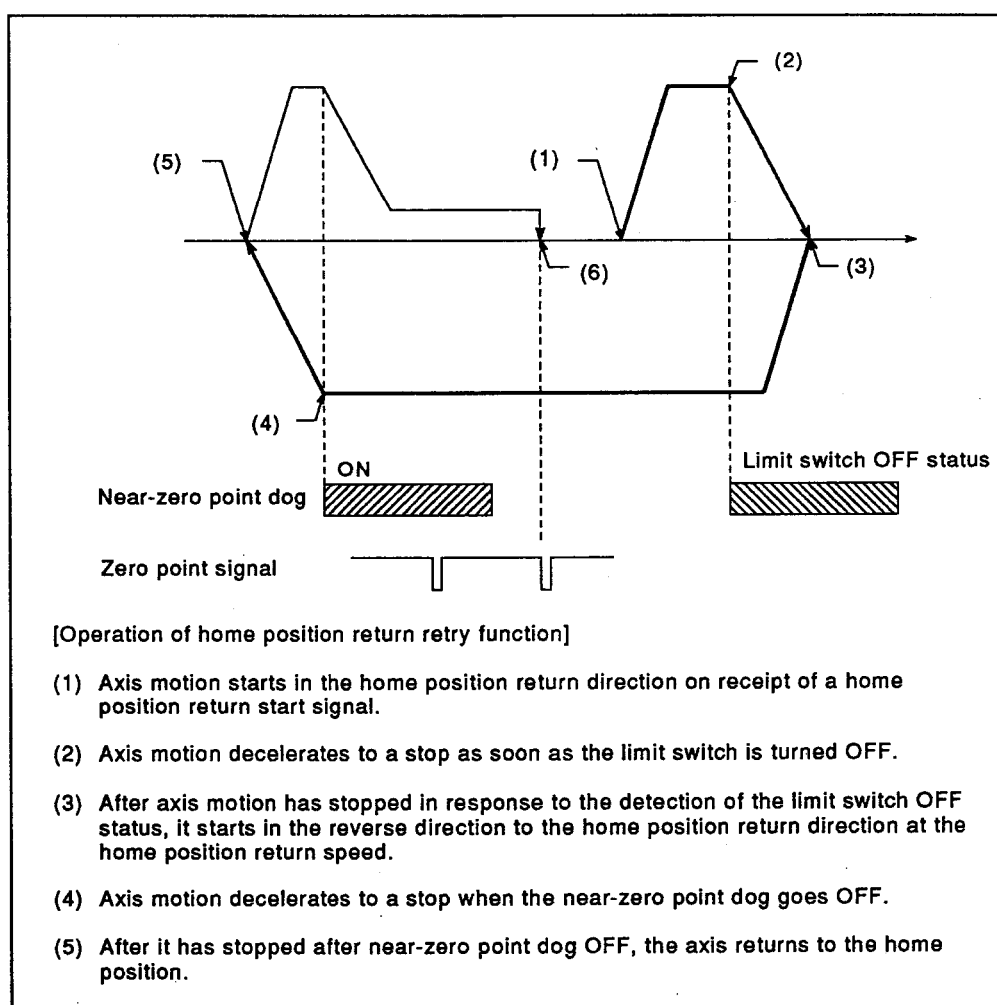 (2)
(5)
(1)
(6)
(3)
(4)
ON
Limit switch OFF status
Near-zero point dog
Zero point signal
[Operation of home position return retry function]
(1) Axis motion starts in the home position return direction on receipt of a home
position return start signal.
(2) Axis motion decelerates to a stop as soon as the limit switch is turned OFF.
(3) After axis motion has stopped in response to the detection of the limit switch OFF
status, it starts in the reverse direction to the home position return direction at the
home position return speed.
(4) Axis motion decelerates to a stop when the near-zero point dog goes OFF.
(5) After it has stopped after near-zero point dog OFF, the axis returns to the home
position.